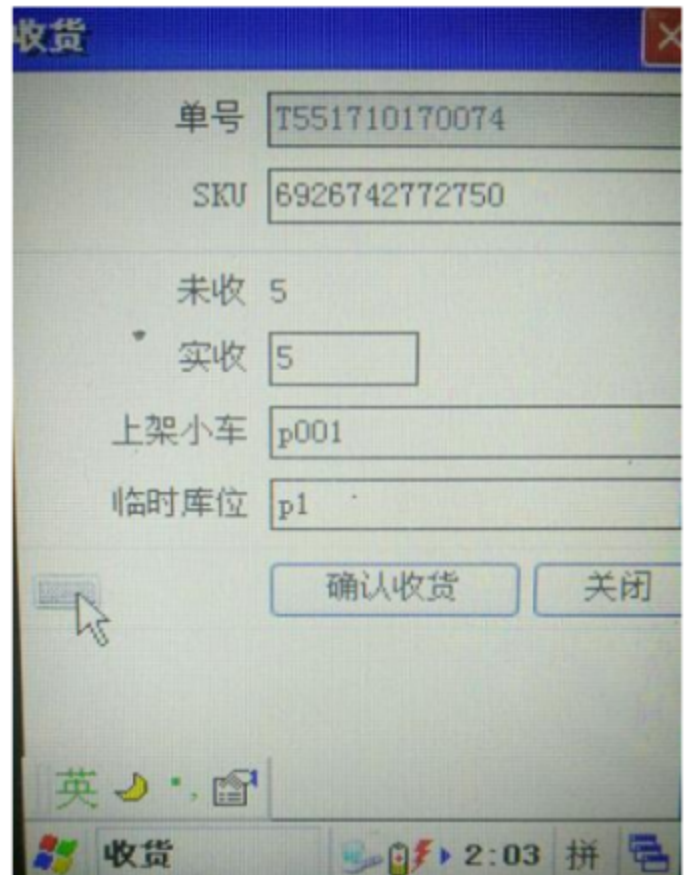 收货
单号 T551710170074
SKU 6926742772750
未收 5
实收 5
上架小车 p001
临时库位 p1
确认收货 关闭
英
收货 2:03 拼